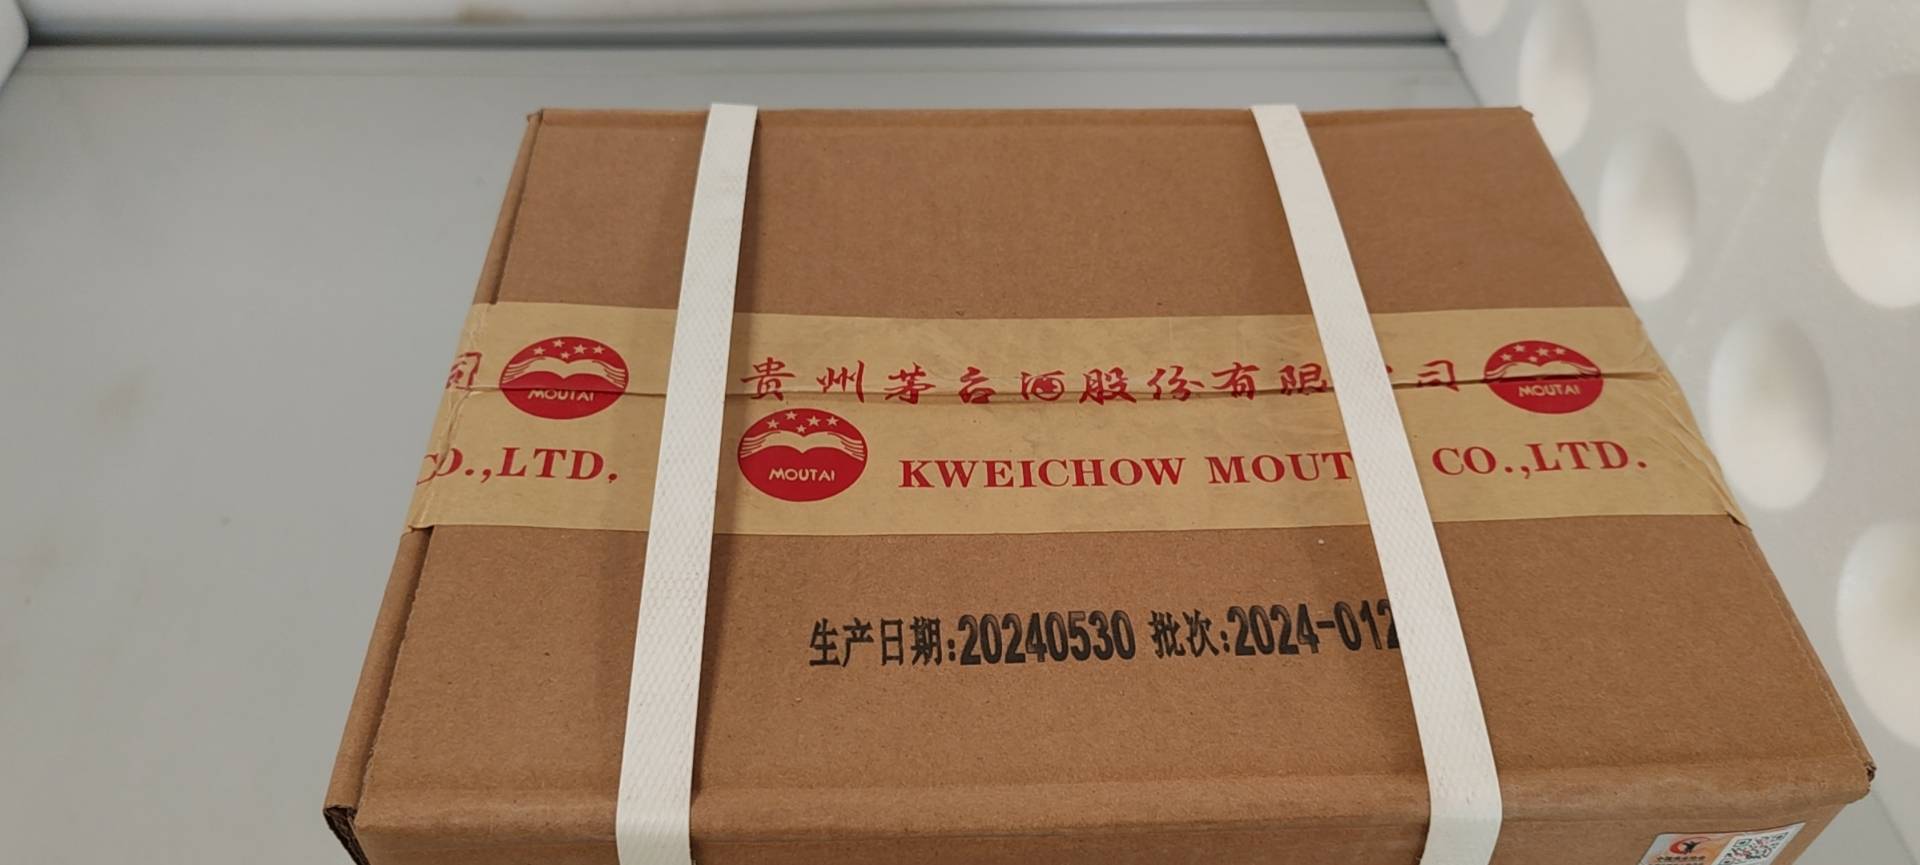 司 MOUTAI 贵州茅台酒股份有限 司 MOUTAI
CO.,LTD. MOUTAI KWEICHOW MOUT CO.,LTD.
生产日期:20240530 批次:2024-012